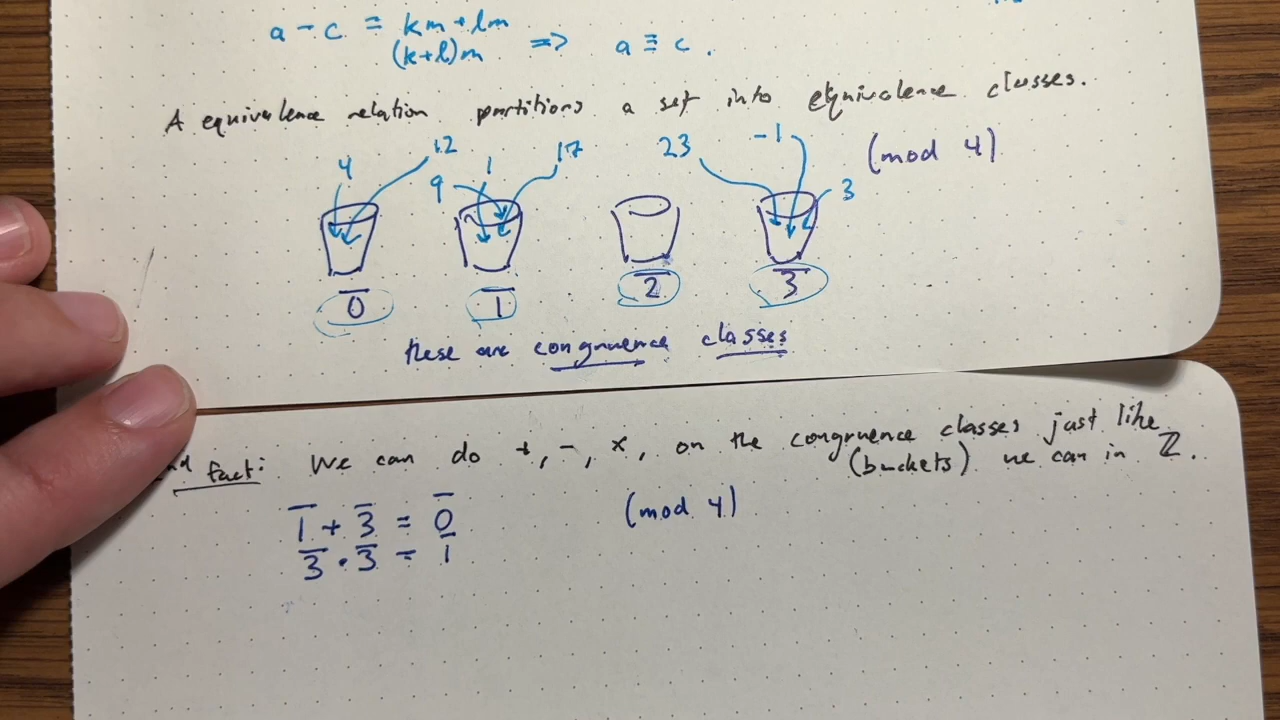 a - c = km + lm
(k+l)m => a ≡ c.
A equivalence relation partitions a set into equivalence classes.
4 12 9 1 17 23 -1 3 (mod 4)
0̅ 1̅ 2̅ 3̅
these are congruence classes
fact: We can do +, -, ×, on the congruence classes just like
(buckets) we can in ℤ.
1̅ + 3̅ = 0̅ (mod 4)
3̅ · 3̅ = 1̅